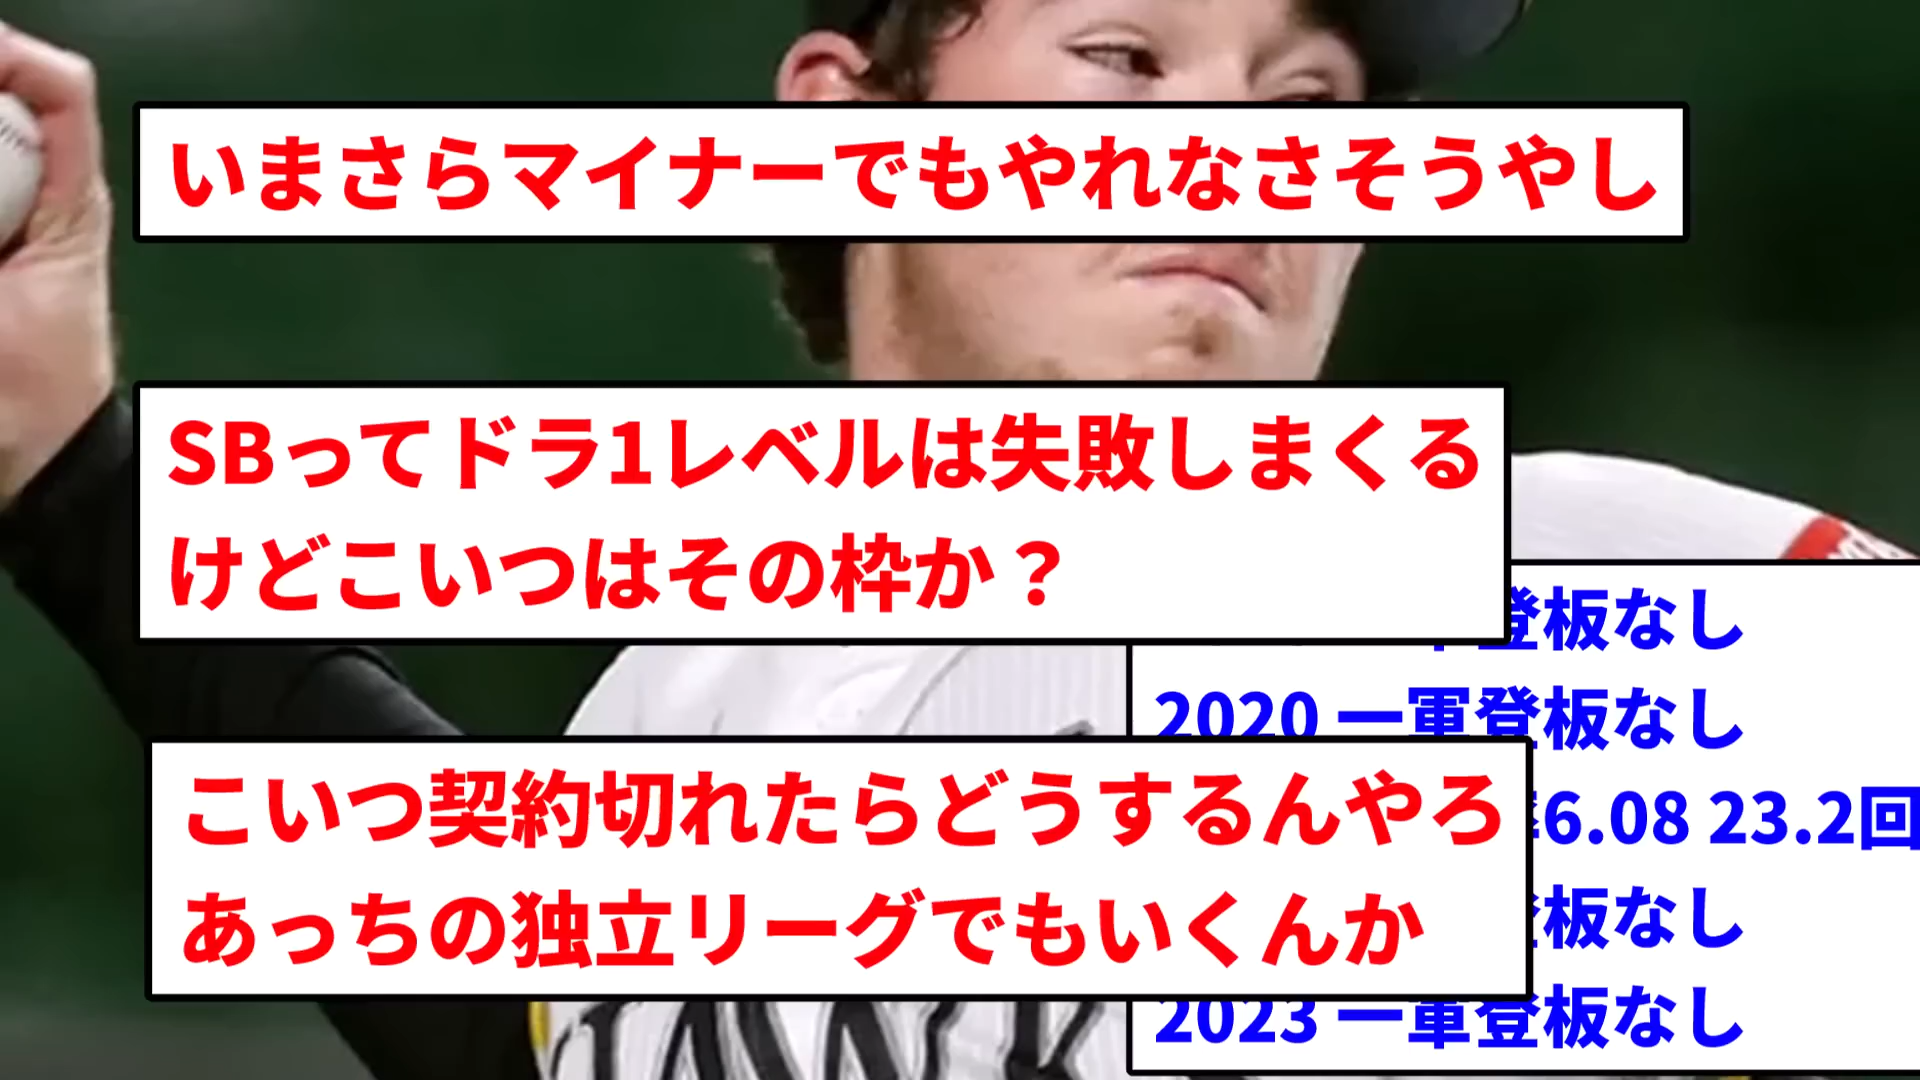 いまさらマイナーでもやれなさそうやし
SBってドラ1レベルは失敗しまくる
けどこいつはその枠か？
登板なし
2020 一軍登板なし
こいつ契約切れたらどうするんやろ
6.08 23.2回
あっちの独立リーグでもいくんか
登板なし
2023 一軍登板なし